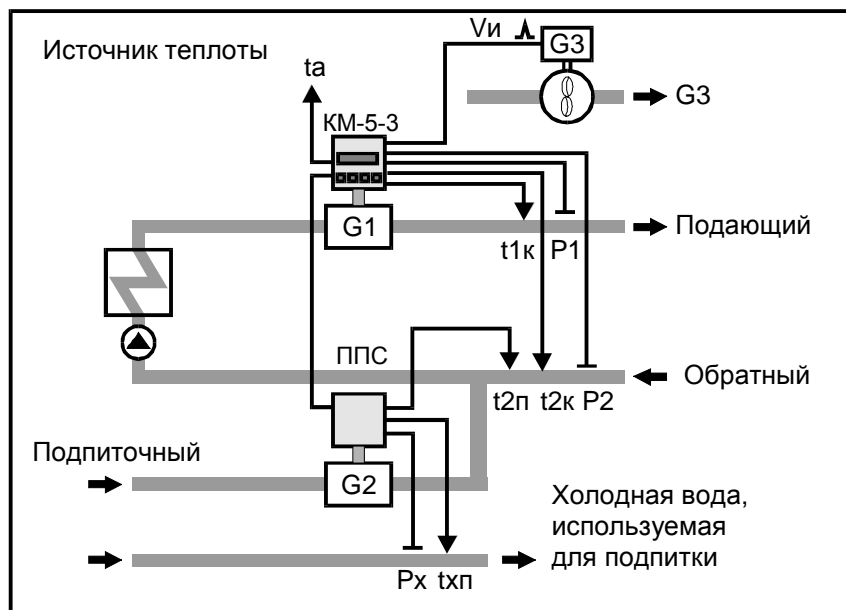 Vи
G3
Источник теплоты
ta
G3
КМ-5-3
G1
Подающий
t1к P1
ППС
Обратный
t2п t2к P2
Подпиточный
G2
Холодная вода,
используемая
для подпитки
Px tхп